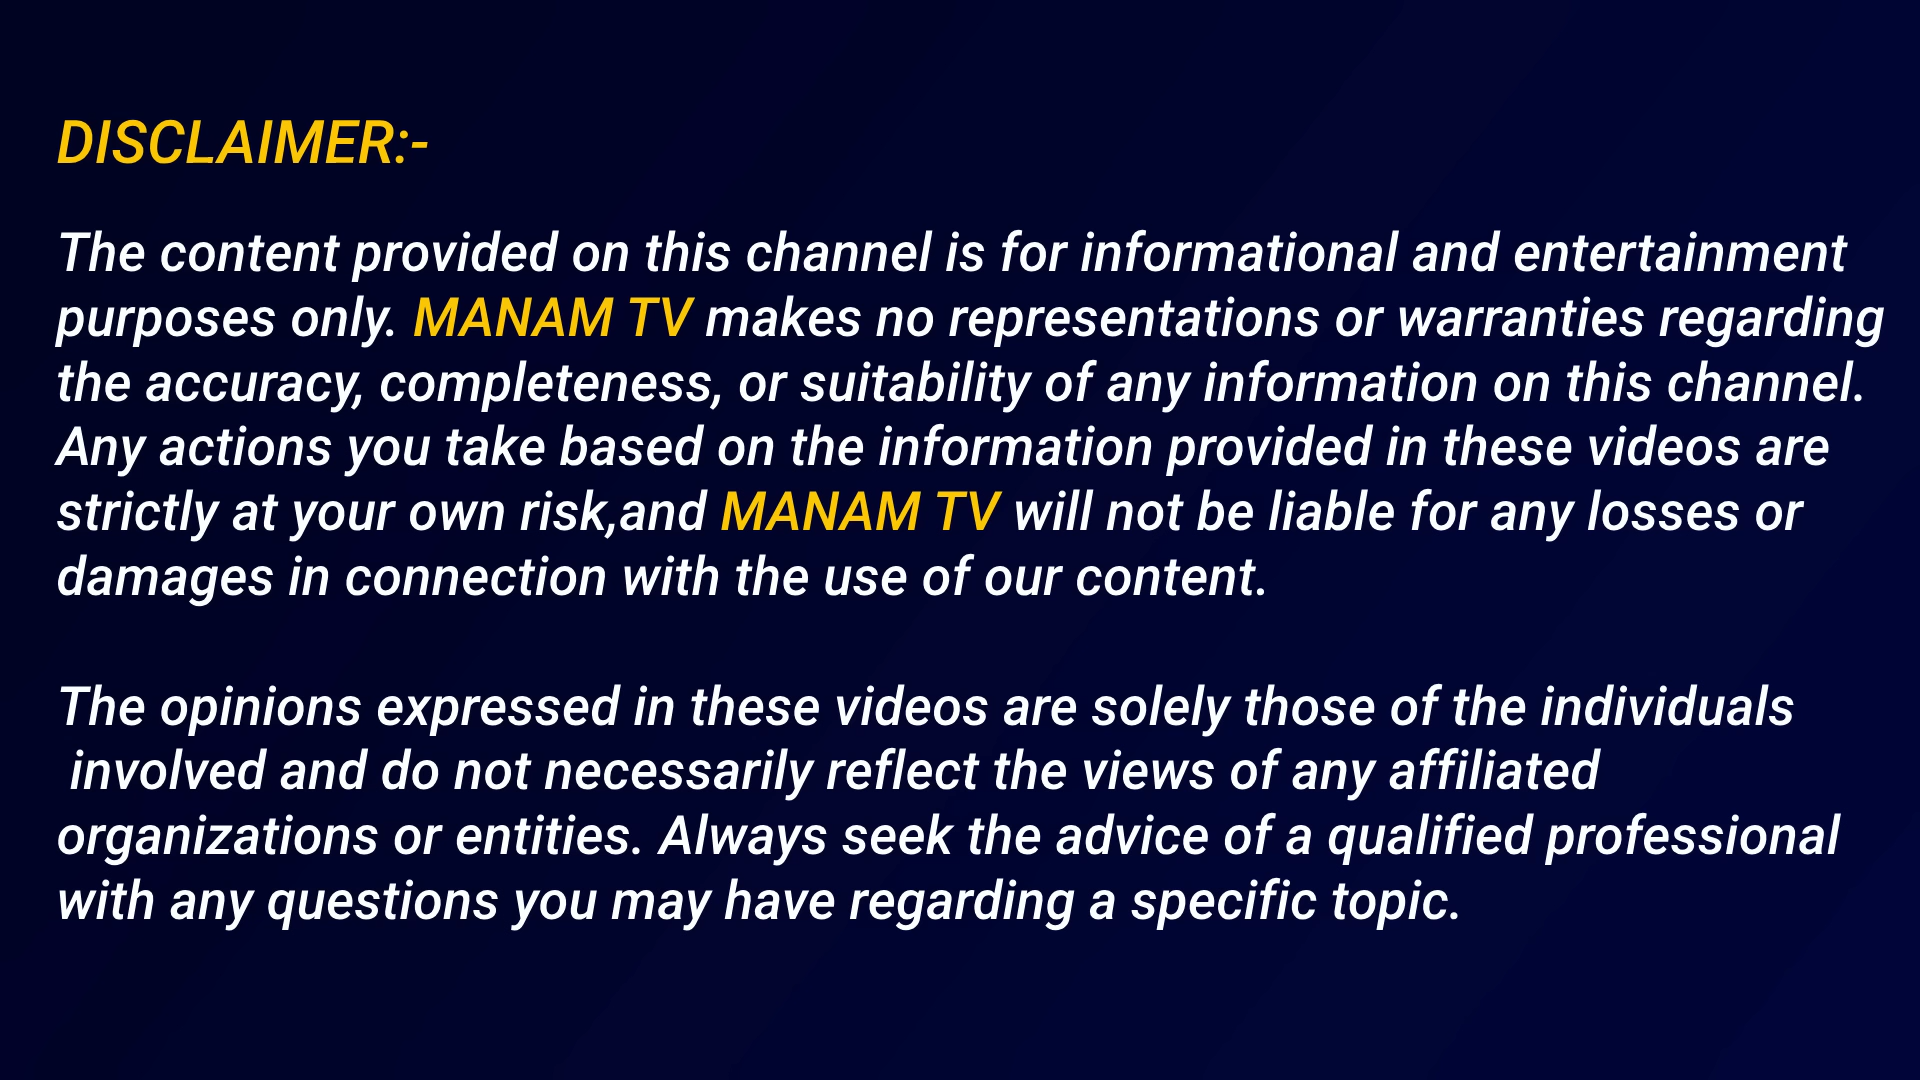 DISCLAIMER:-
The content provided on this channel is for informational and entertainment
purposes only. MANAM TV makes no representations or warranties regarding
the accuracy, completeness, or suitability of any information on this channel.
Any actions you take based on the information provided in these videos are
strictly at your own risk,and MANAM TV will not be liable for any losses or
damages in connection with the use of our content.
The opinions expressed in these videos are solely those of the individuals
involved and do not necessarily reflect the views of any affiliated
organizations or entities. Always seek the advice of a qualified professional
with any questions you may have regarding a specific topic.